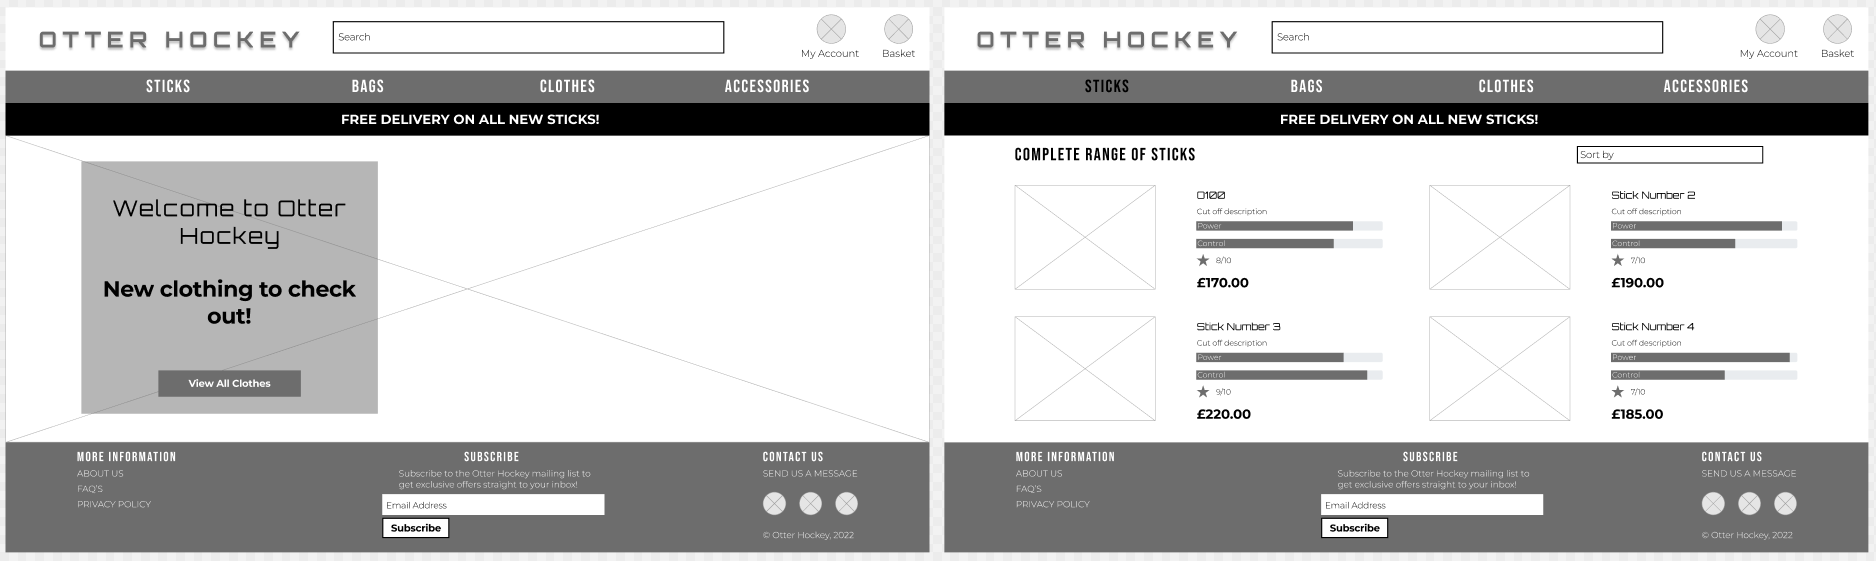 OTTER HOCKEY
Search
My Account
Basket
STICKS
BAGS
CLOTHES
ACCESSORIES
FREE DELIVERY ON ALL NEW STICKS!
Welcome to Otter
Hockey
New clothing to check
out!
View All Clothes
MORE INFORMATION
ABOUT US
FAQ'S
PRIVACY POLICY
SUBSCRIBE
Subscribe to the Otter Hockey mailing list to
get exclusive offers straight to your inbox!
Email Address
Subscribe
CONTACT US
SEND US A MESSAGE
© Otter Hockey, 2022
OTTER HOCKEY
Search
My Account
Basket
STICKS
BAGS
CLOTHES
ACCESSORIES
FREE DELIVERY ON ALL NEW STICKS!
COMPLETE RANGE OF STICKS
Sort by
O100
Cut off description
Power
Control
8/10
£170.00
Stick Number 2
Cut off description
Power
Control
7/10
£190.00
Stick Number 3
Cut off description
Power
Control
9/10
£220.00
Stick Number 4
Cut off description
Power
Control
7/10
£185.00
MORE INFORMATION
ABOUT US
FAQ'S
PRIVACY POLICY
SUBSCRIBE
Subscribe to the Otter Hockey mailing list to
get exclusive offers straight to your inbox!
Email Address
Subscribe
CONTACT US
SEND US A MESSAGE
© Otter Hockey, 2022